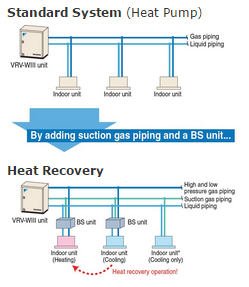 Standard System (Heat Pump)
Gas piping
Liquid piping
VRV-WIII unit
Indoor unit
Indoor unit
Indoor unit
By adding suction gas piping and a BS unit...
Heat Recovery
High and low
pressure gas piping
Suction gas piping
Liquid piping
VRV-WIII unit
BS unit
BS unit
Indoor unit
(Heating)
Indoor unit
(Cooling)
Indoor unit*
(Cooling only)
Heat recovery operation!